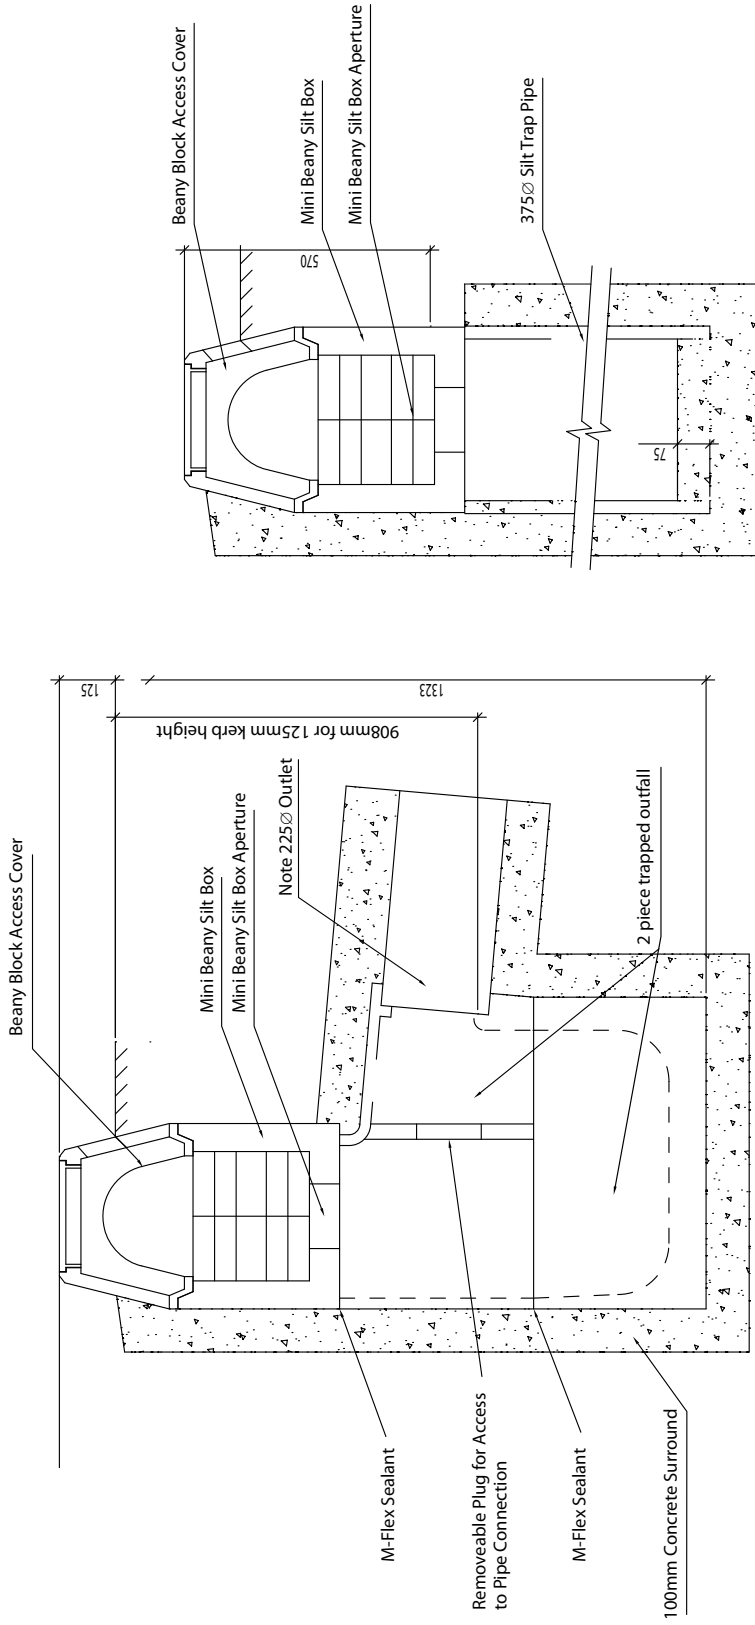 Beany Block Access Cover
Mini Beany Silt Box
Mini Beany Silt Box Aperture
Note 225∅ Outlet
2 piece trapped outfall
125
1323
908mm for 125mm kerb height
M-Flex Sealant
Removeable Plug for Access
to Pipe Connection
M-Flex Sealant
100mm Concrete Surround
Beany Block Access Cover
Mini Beany Silt Box
Mini Beany Silt Box Aperture
375∅ Silt Trap Pipe
570
75